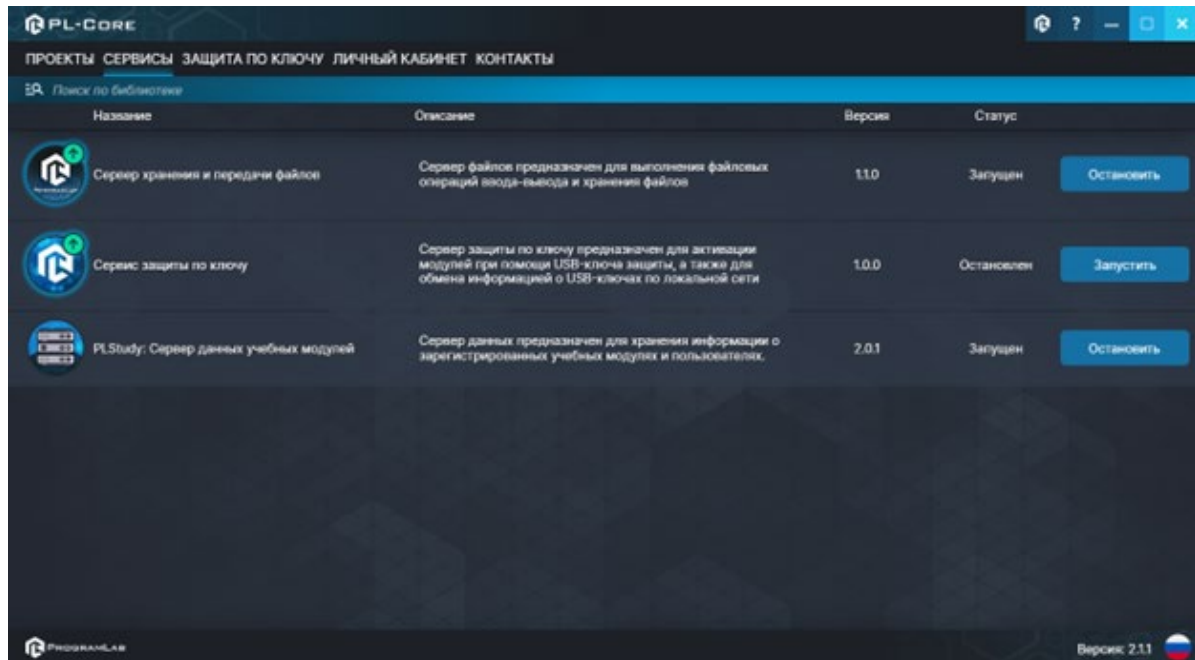 PL-CORE
?
ПРОЕКТЫ СЕРВИСЫ ЗАЩИТА ПО КЛЮЧУ ЛИЧНЫЙ КАБИНЕТ КОНТАКТЫ
Поиск по библиотеке
Название Описание Версия Статус
Сервер хранения и передачи файлов
Сервер файлов предназначен для выполнения файловых
операций ввода-вывода и хранения файлов
1.1.0 Запущен Остановить
Сервис защиты по ключу
Сервер защиты по ключу предназначен для активации
модулей при помощи USB-ключа защиты, а также для
обмена информацией о USB-ключах по локальной сети
1.0.0 Остановлен Запустить
PLStudy: Сервер данных учебных модулей
Сервер данных предназначен для хранения информации о
зарегистрированных учебных модулях и пользователях.
2.0.1 Запущен Остановить
PROGRAMLAB
Версия: 2.1.1